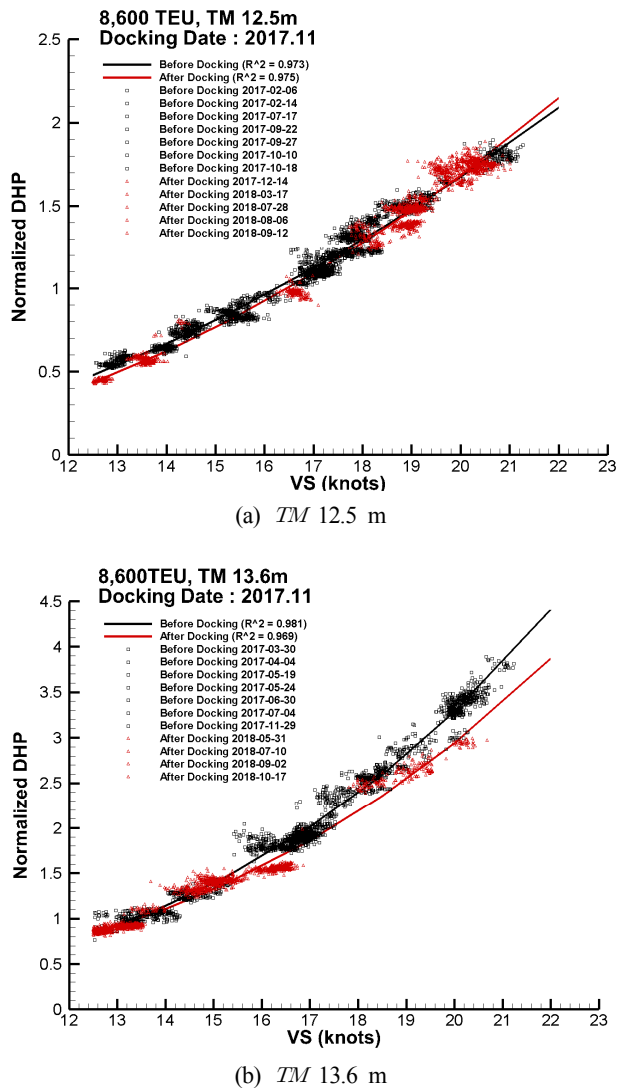 8,600 TEU, TM 12.5m
Docking Date : 2017.11
Before Docking (R^2 = 0.973)
After Docking (R^2 = 0.975)
Before Docking 2017-02-06
Before Docking 2017-02-14
Before Docking 2017-07-17
Before Docking 2017-09-22
Before Docking 2017-09-27
Before Docking 2017-10-10
Before Docking 2017-10-18
After Docking 2017-12-14
After Docking 2018-03-17
After Docking 2018-07-28
After Docking 2018-08-06
After Docking 2018-09-12
Normalized DHP
2.5
2
1.5
1
0.5
0
12 13 14 15 16 17 18 19 20 21 22 23
VS (knots)
(a) TM 12.5 m
8,600TEU, TM 13.6m
Docking Date : 2017.11
Before Docking (R^2 = 0.981)
After Docking (R^2 = 0.969)
Before Docking 2017-03-30
Before Docking 2017-04-04
Before Docking 2017-05-19
Before Docking 2017-05-24
Before Docking 2017-06-30
Before Docking 2017-07-04
Before Docking 2017-11-29
After Docking 2018-05-31
After Docking 2018-07-10
After Docking 2018-09-02
After Docking 2018-10-17
Normalized DHP
4.5
4
3.5
3
2.5
2
1.5
1
0.5
0
12 13 14 15 16 17 18 19 20 21 22 23
VS (knots)
(b) TM 13.6 m